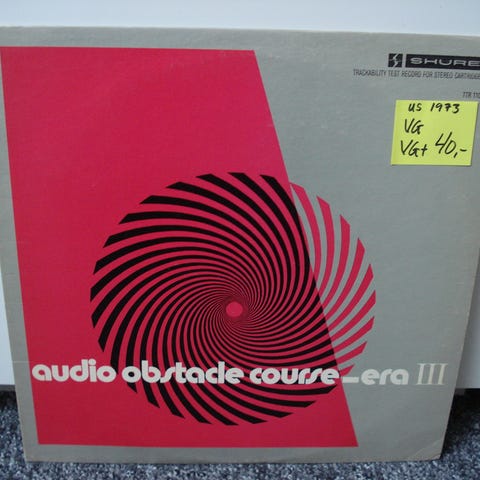 SHURE
TRACKABILITY TEST RECORD FOR STEREO CARTRIDGE
TTR 110
US 1973
VG
VG+ 40,-
audio obstacle course—era III